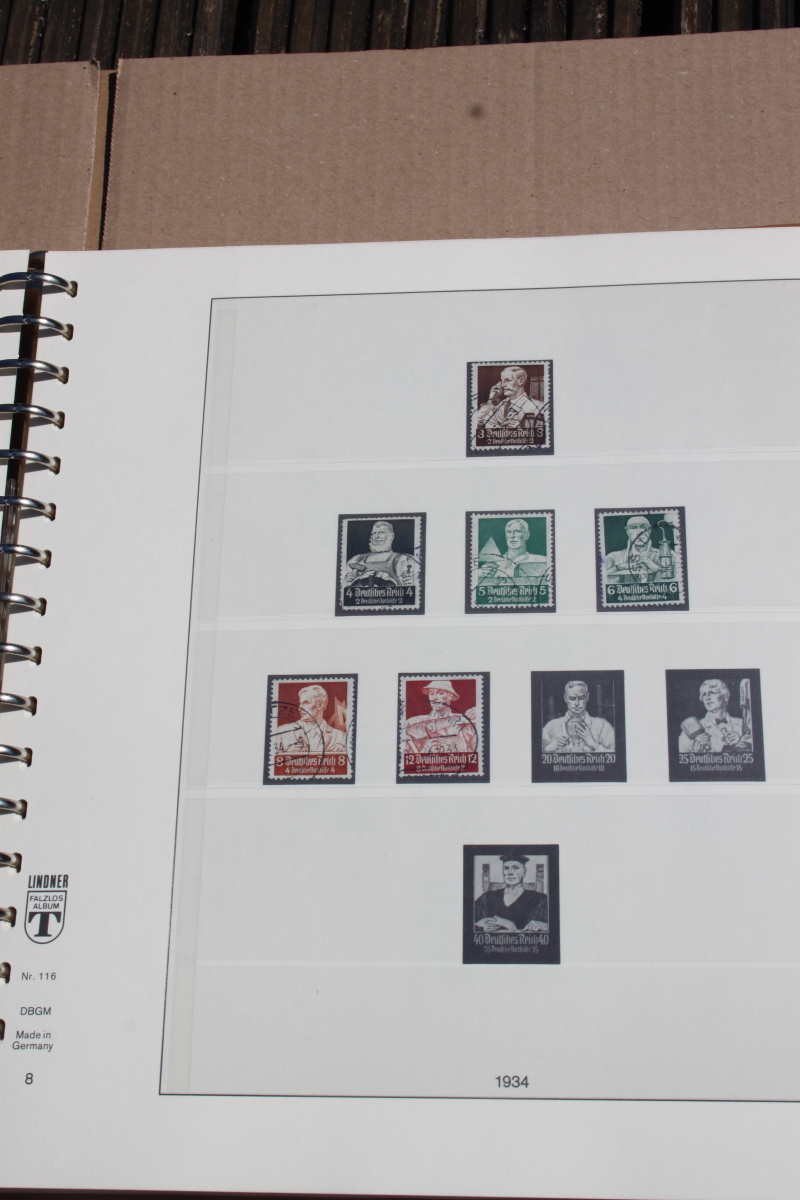 3 Deutsches Reich 3
2 Deutsche Nothilfe 2
4 Deutsches Reich 4
2 Deutsche Nothilfe 2
5 Deutsches Reich 5
2 Deutsche Nothilfe 2
6 Deutsches Reich 6
4 Deutsche Nothilfe 4
8 Deutsches Reich 8
4 Deutsche Nothilfe 4
12 Deutsches Reich 12
3 Deutsche Nothilfe 3
20 Deutsches Reich 20
10 Deutsche Nothilfe 10
25 Deutsches Reich 25
15 Deutsche Nothilfe 15
40 Deutsches Reich 40
35 Deutsche Nothilfe 35
LINDNER
FALZLOS
ALBUM
T
Nr. 116
DBGM
Made in
Germany
8
1934